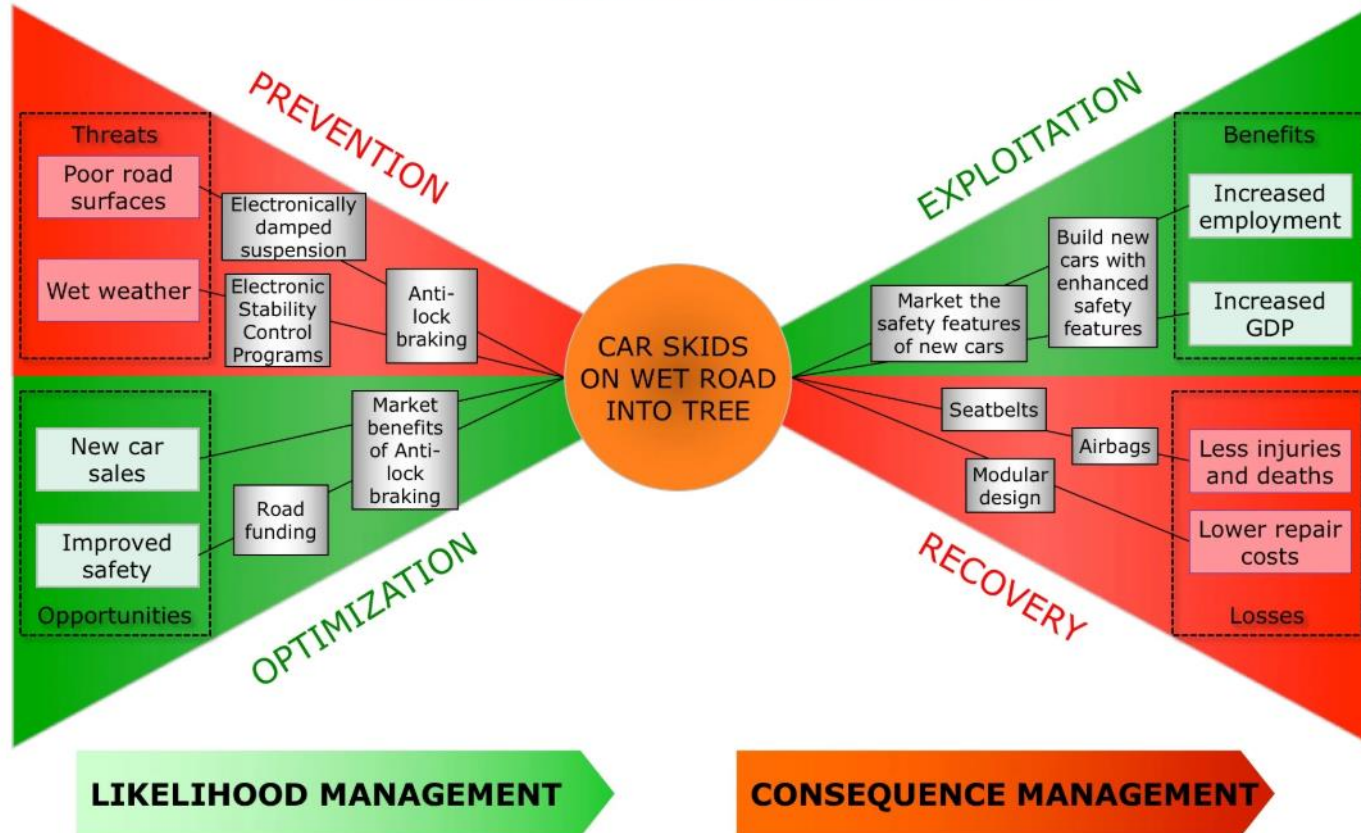 PREVENTION
Threats
Poor road
surfaces
Wet weather
Electronically
damped
suspension
Electronic
Stability
Control
Programs
Anti-
lock
braking
New car
sales
Improved
safety
Opportunities
Road
funding
Market
benefits
of Anti-
lock
braking
OPTIMIZATION
CAR SKIDS
ON WET ROAD
INTO TREE
EXPLOITATION
Market the
safety features
of new cars
Build new
cars with
enhanced
safety
features
Benefits
Increased
employment
Increased
GDP
Seatbelts
Airbags
Modular
design
Less injuries
and deaths
Lower repair
costs
Losses
RECOVERY
LIKELIHOOD MANAGEMENT
CONSEQUENCE MANAGEMENT